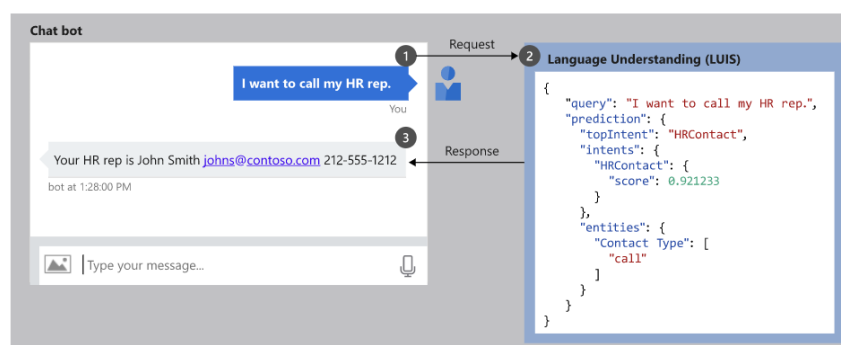 Chat bot
1
Request
2
Language Understanding (LUIS)
I want to call my HR rep.
You
3
Response
Your HR rep is John Smith johns@contoso.com 212-555-1212
bot at 1:28:00 PM
Type your message...
{
"query": "I want to call my HR rep.",
"prediction": {
"topIntent": "HRContact",
"intents": {
"HRContact": {
"score": 0.921233
}
},
"entities": {
"Contact Type": [
"call"
]
}
}
}